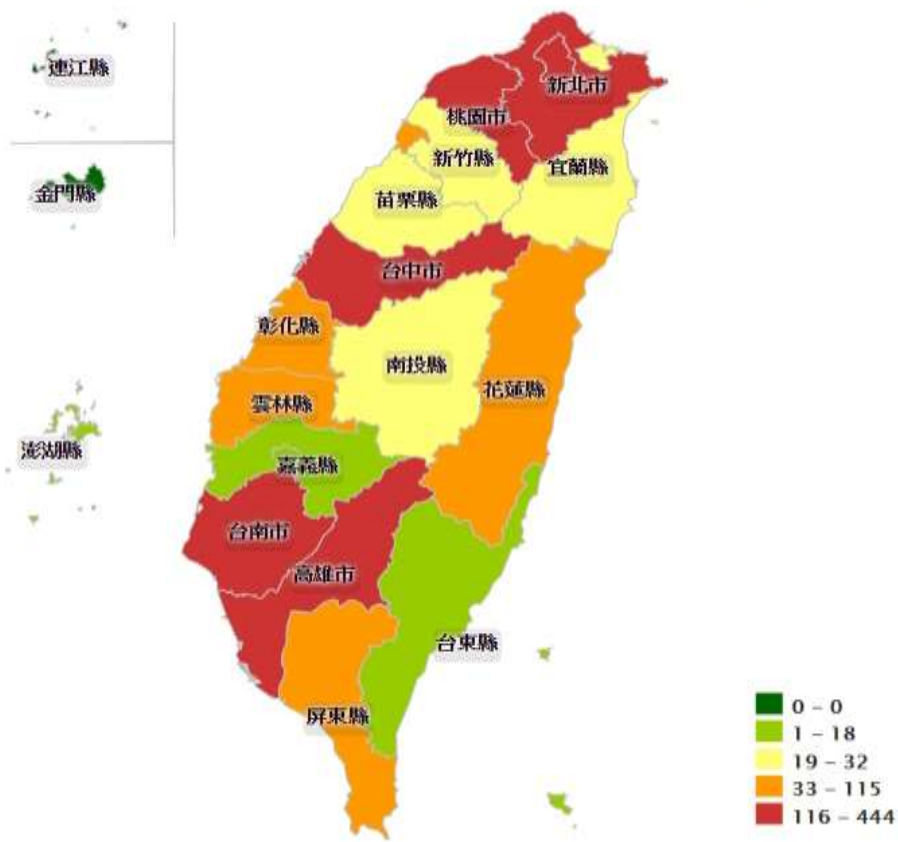 連江縣
新北市
桃園市
新竹縣
宜蘭縣
金門縣
苗栗縣
台中市
彰化縣
南投縣
花蓮縣
雲林縣
澎湖縣
嘉義縣
台南市
高雄市
台東縣
屏東縣
0 – 0
1 – 18
19 – 32
33 – 115
116 – 444